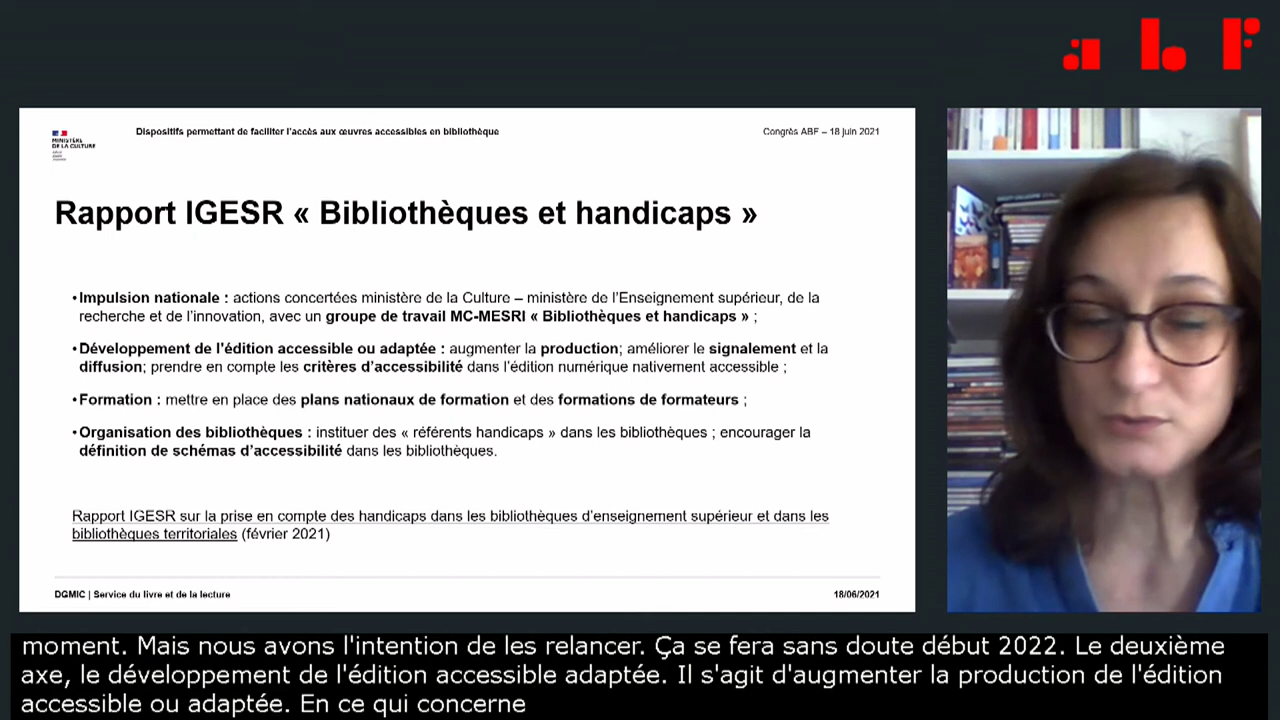 abf
MINISTÈRE
DE LA CULTURE
Dispositifs permettant de faciliter l'accès aux œuvres accessibles en bibliothèque
Congrès ABF – 18 juin 2021
Rapport IGESR « Bibliothèques et handicaps »
•Impulsion nationale : actions concertées ministère de la Culture – ministère de l'Enseignement supérieur, de la
recherche et de l'innovation, avec un groupe de travail MC-MESRI « Bibliothèques et handicaps » ;
•Développement de l'édition accessible ou adaptée : augmenter la production; améliorer le signalement et la
diffusion; prendre en compte les critères d'accessibilité dans l'édition numérique nativement accessible ;
•Formation : mettre en place des plans nationaux de formation et des formations de formateurs ;
•Organisation des bibliothèques : instituer des « référents handicaps » dans les bibliothèques ; encourager la
définition de schémas d'accessibilité dans les bibliothèques.
Rapport IGESR sur la prise en compte des handicaps dans les bibliothèques d'enseignement supérieur et dans les
bibliothèques territoriales (février 2021)
DGMIC | Service du livre et de la lecture
18/06/2021
moment. Mais nous avons l'intention de les relancer. Ça se fera sans doute début 2022. Le deuxième
axe, le développement de l'édition accessible adaptée. Il s'agit d'augmenter la production de l'édition
accessible ou adaptée. En ce qui concerne